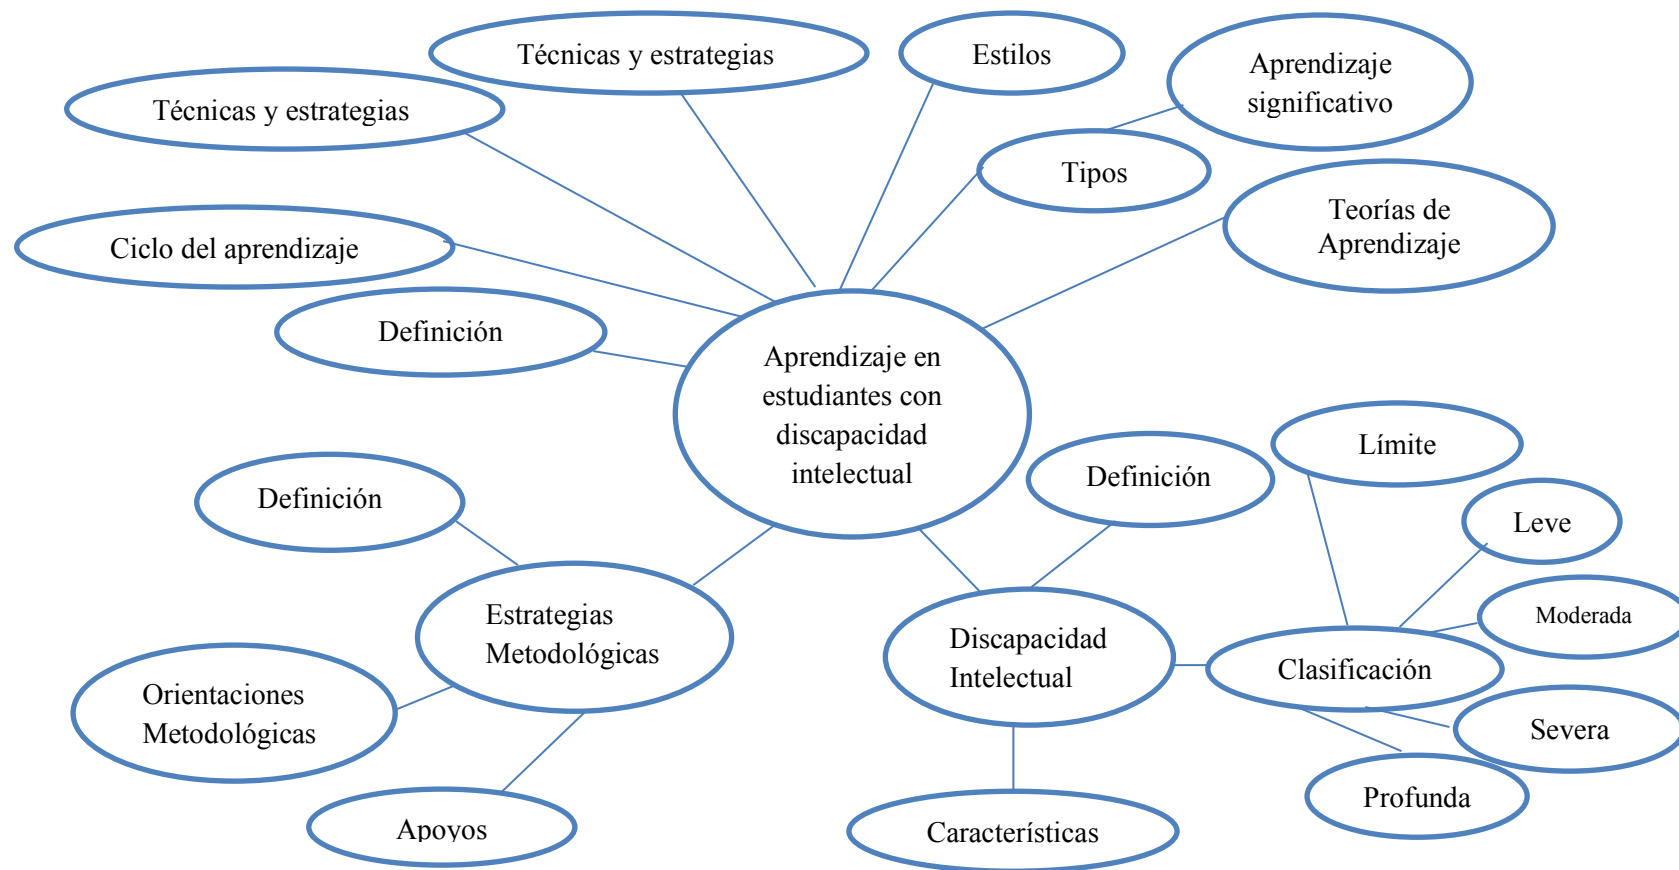 Técnicas y estrategias
Estilos
Aprendizaje
significativo
Técnicas y estrategias
Tipos
Teorías de
Aprendizaje
Ciclo del aprendizaje
Definición
Aprendizaje en
estudiantes con
discapacidad
intelectual
Límite
Definición
Definición
Leve
Moderada
Estrategias
Metodológicas
Discapacidad
Intelectual
Clasificación
Orientaciones
Metodológicas
Severa
Profunda
Apoyos
Característicias